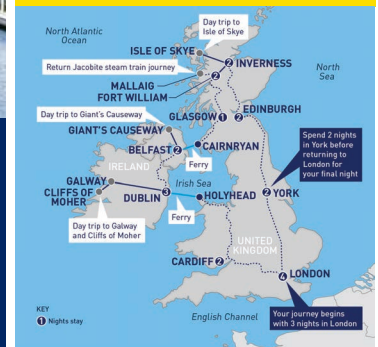 North Atlantic
Ocean
Day trip to
Isle of Skye
ISLE OF SKYE
2
INVERNESS
Return Jacobite steam train journey
North
Sea
MALLAIG
2
FORT WILLIAM
Day trip to Giant's Causeway
GLASGOW
1
2
EDINBURGH
GIANT'S CAUSEWAY
BELFAST
2
CAIRNRYAN
Ferry
Spend 2 nights
in York before
returning to
London for
your final night
IRELAND
GALWAY
CLIFFS OF
MOHER
Irish Sea
DUBLIN
3
HOLYHEAD
2
YORK
Ferry
Day trip to Galway
and Cliffs of Moher
UNITED
KINGDOM
CARDIFF
2
4
LONDON
KEY
1 Nights stay
English Channel
Your journey begins
with 3 nights in London